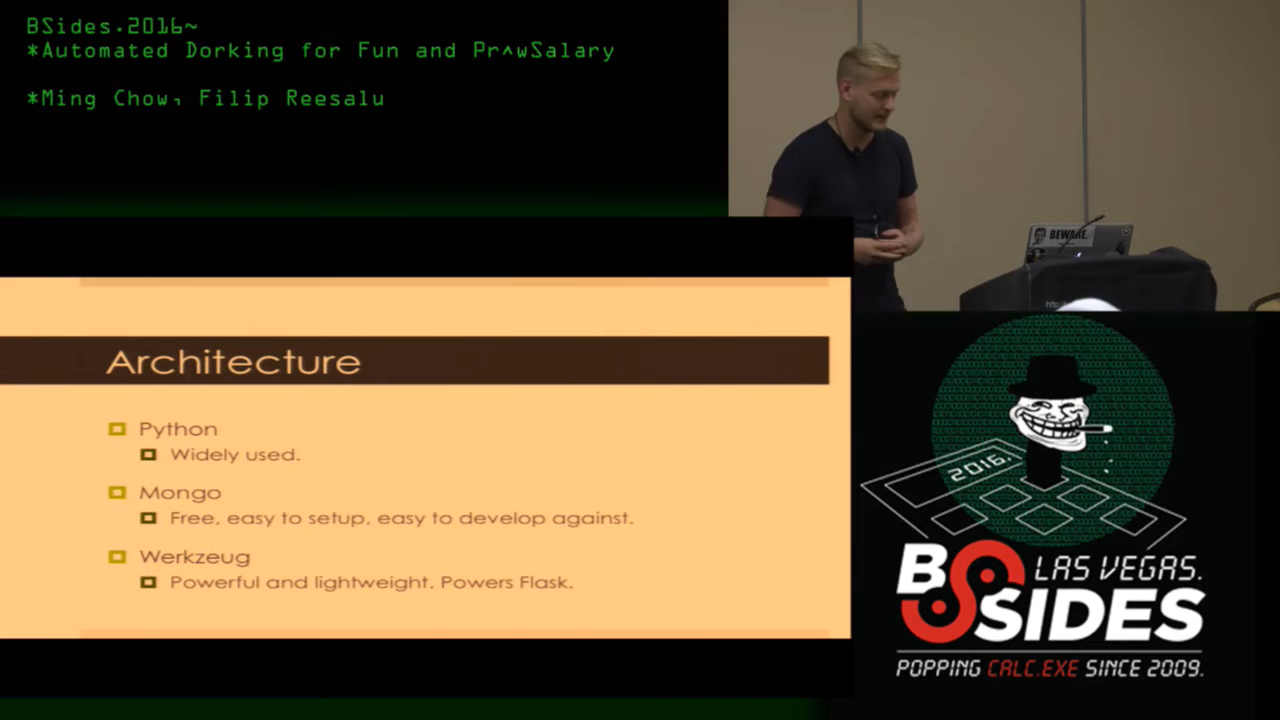 BSides.2016~
*Automated Dorking for Fun and Pr^wSalary
*Ming Chow, Filip Reesalu
BEWARE.
Architecture
Python
Widely used.
Mongo
Free, easy to setup, easy to develop against.
Werkzeug
Powerful and lightweight. Powers Flask.
2016.
BSIDES
LAS VEGAS.
POPPING CALC.EXE SINCE 2009.